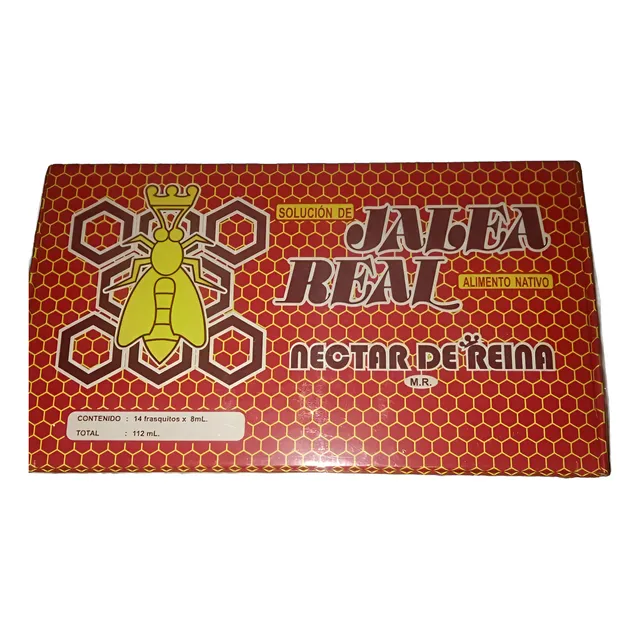 SOLUCIÓN DE
JALEA
REAL
ALIMENTO NATIVO
NECTAR DE REINA
M.R.
CONTENIDO : 14 frasquitos x 8mL.
TOTAL : 112 mL.